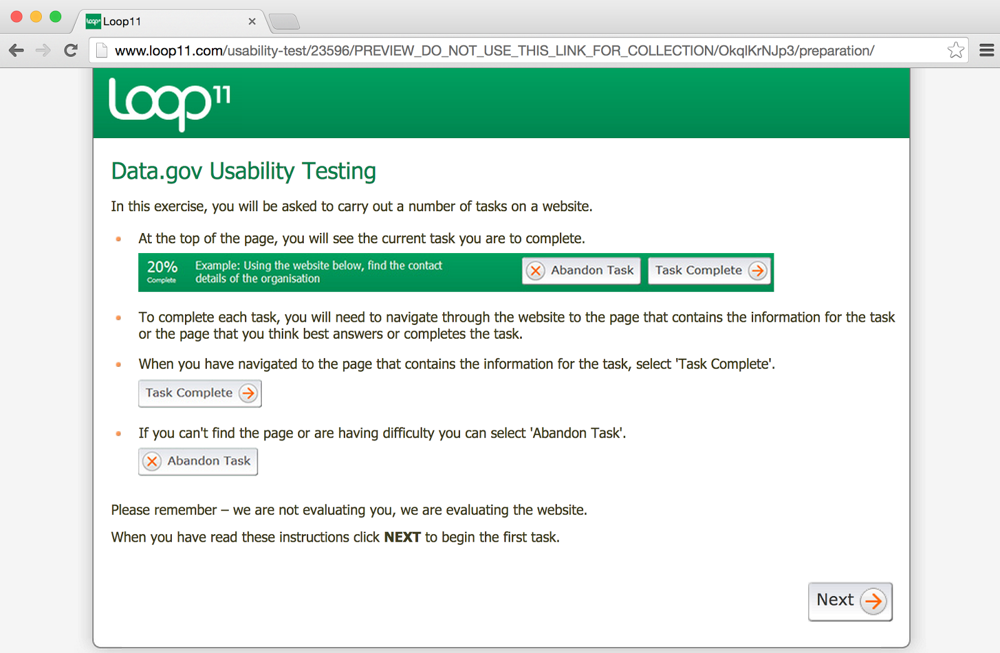 Loop11
www.loop11.com/usability-test/23596/PREVIEW_DO_NOT_USE_THIS_LINK_FOR_COLLECTION/OkqlKrNJp3/preparation/
Loop11
Data.gov Usability Testing
In this exercise, you will be asked to carry out a number of tasks on a website.
At the top of the page, you will see the current task you are to complete.
20% Example: Using the website below, find the contact
Complete details of the organisation
Abandon Task
Task Complete
To complete each task, you will need to navigate through the website to the page that contains the information for the task
or the page that you think best answers or completes the task.
When you have navigated to the page that contains the information for the task, select 'Task Complete'.
Task Complete
If you can't find the page or are having difficulty you can select 'Abandon Task'.
Abandon Task
Please remember – we are not evaluating you, we are evaluating the website.
When you have read these instructions click NEXT to begin the first task.
Next